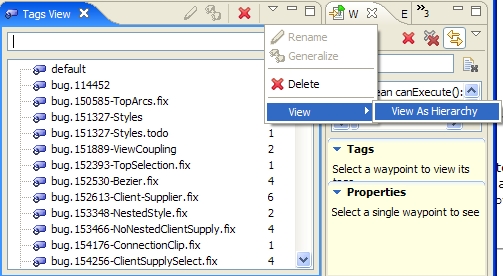 Tags View
W
E
»3
Rename
Generalize
Delete
View
View As Hierarchy
ean canExecute():
default
bug.114452
bug.150585-TopArcs.fix
bug.151327-Styles
bug.151327-Styles.todo 1
bug.151889-ViewCoupling 2
bug.152393-TopSelection.fix 1
bug.152530-Bezier.fix 4
bug.152613-Client-Supplier.fix 6
bug.153348-NestedStyle.fix 2
bug.153466-NoNestedClientSupply.fix 4
bug.154176-ConnectionClip.fix 1
bug.154256-ClientSupplySelect.fix 4
Tags
Select a waypoint to view its
Properties
Select a single waypoint to see